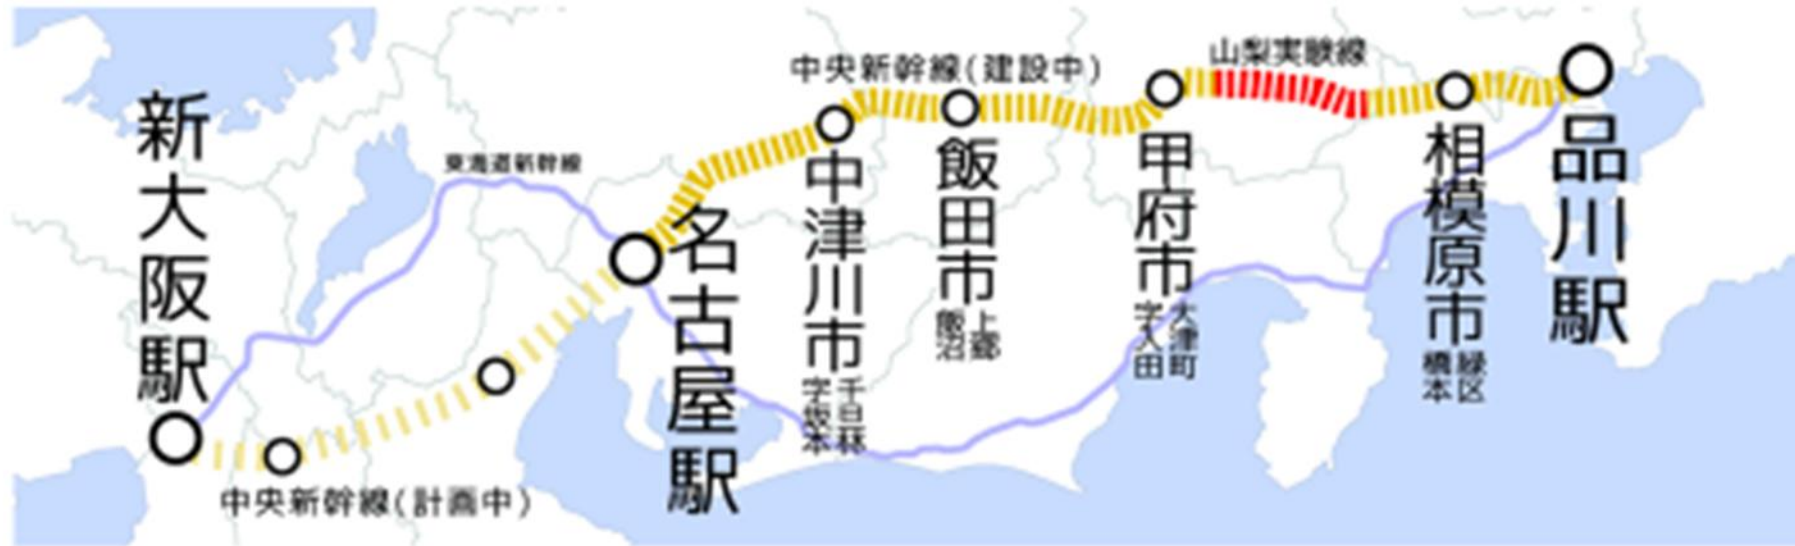 新大阪駅
東海道新幹線
中央新幹線(計画中)
名古屋駅
中央新幹線(建設中)
中津川市
千旦林
字坂本
飯田市
上郷
飯沼
山梨実験線
甲府市
大津町
字人田
相模原市
緑区
橋本
品川駅